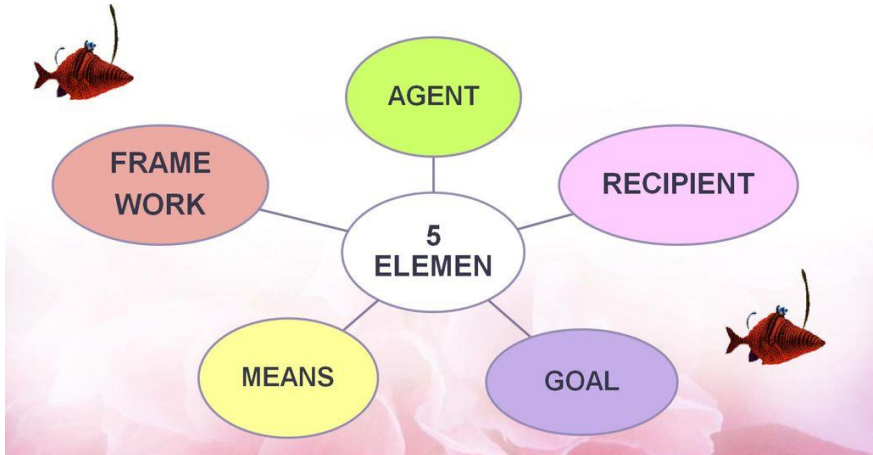 AGENT
FRAME
WORK
RECIPIENT
5
ELEMEN
MEANS
GOAL